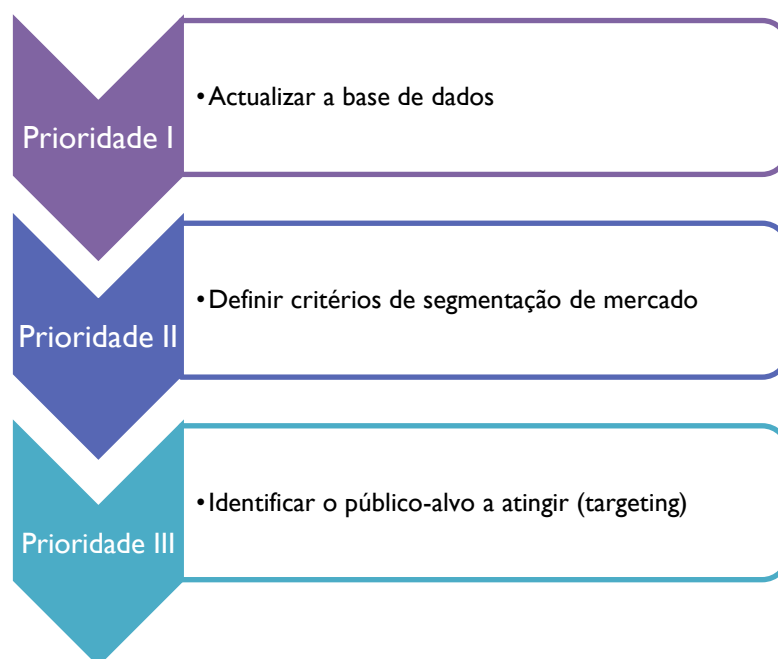 Prioridade I
•Actualizar a base de dados
Prioridade II
•Definir critérios de segmentação de mercado
Prioridade III
•Identificar o público-alvo a atingir (targeting)